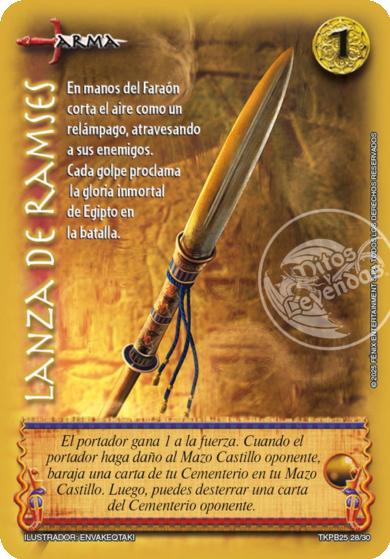 ARMA
1
LANZA DE RAMSES
En manos del Faraón
corta el aire como un
relámpago, atravesando
a sus enemigos.
Cada golpe proclama
la gloria inmortal
de Egipto en
la batalla.
Mitos y
Leyendas
© 2025 FÉNIX ENTERTAINMENT SPA. TODOS LOS DERECHOS RESERVADOS
El portador gana 1 a la fuerza. Cuando el
portador haga daño al Mazo Castillo oponente,
baraja una carta de tu Cementerio en tu Mazo
Castillo. Luego, puedes desterrar una carta
del Cementerio oponente.
ILUSTRADOR :ENVAKEQTAKI
TKPB25 28/30